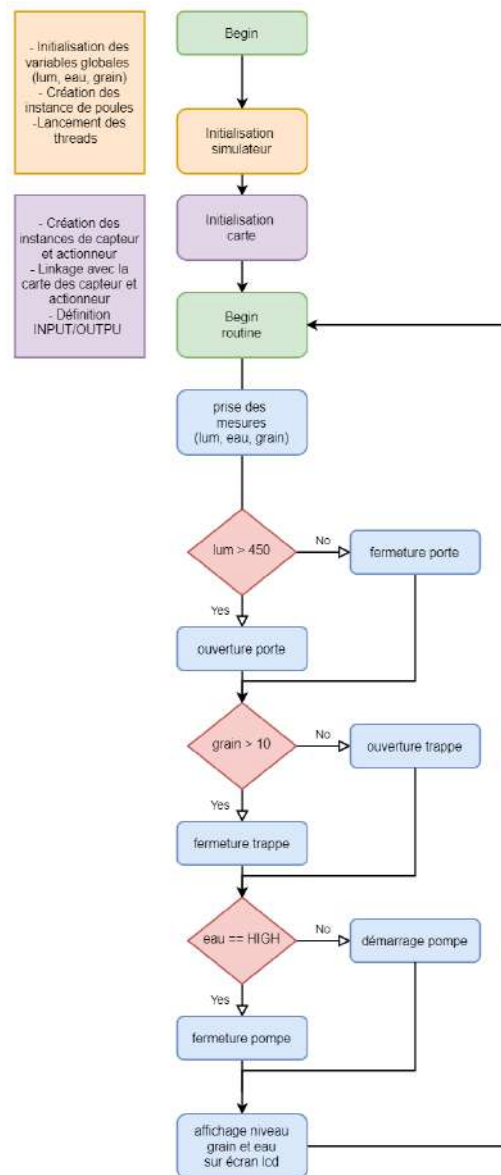 - Initialisation des
variables globales
(lum, eau, grain)
- Création des
instance de poules
-Lancement des
threads
Begin
Initialisation
simulateur
- Création des
instances de capteur
et actionneur
- Linkage avec la
carte des capteur et
actionneur
- Définition
INPUT/OUTPU
Initialisation
carte
Begin
routine
prise des
mesures
(lum, eau, grain)
lum > 450
No
fermeture porte
Yes
ouverture porte
grain > 10
No
ouverture trappe
Yes
fermeture trappe
eau == HIGH
No
démarrage pompe
Yes
fermeture pompe
affichage niveau
grain et eau
sur écran lcd